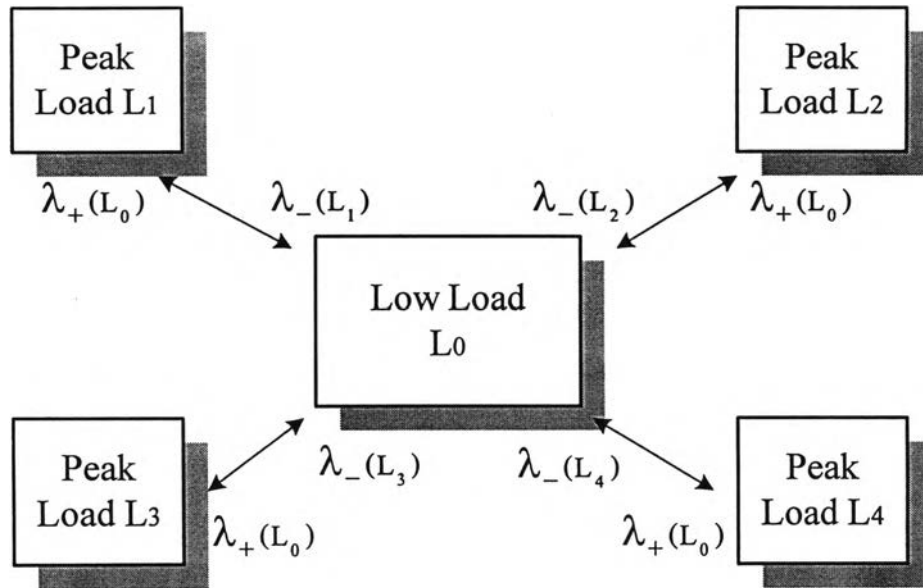 Peak
Load L1
Peak
Load L2
λ+(L0)
λ−(L1)
λ−(L2)
λ+(L0)
Low Load
L0
Peak
Load L3
λ−(L3)
λ−(L4)
Peak
Load L4
λ+(L0)
λ+(L0)